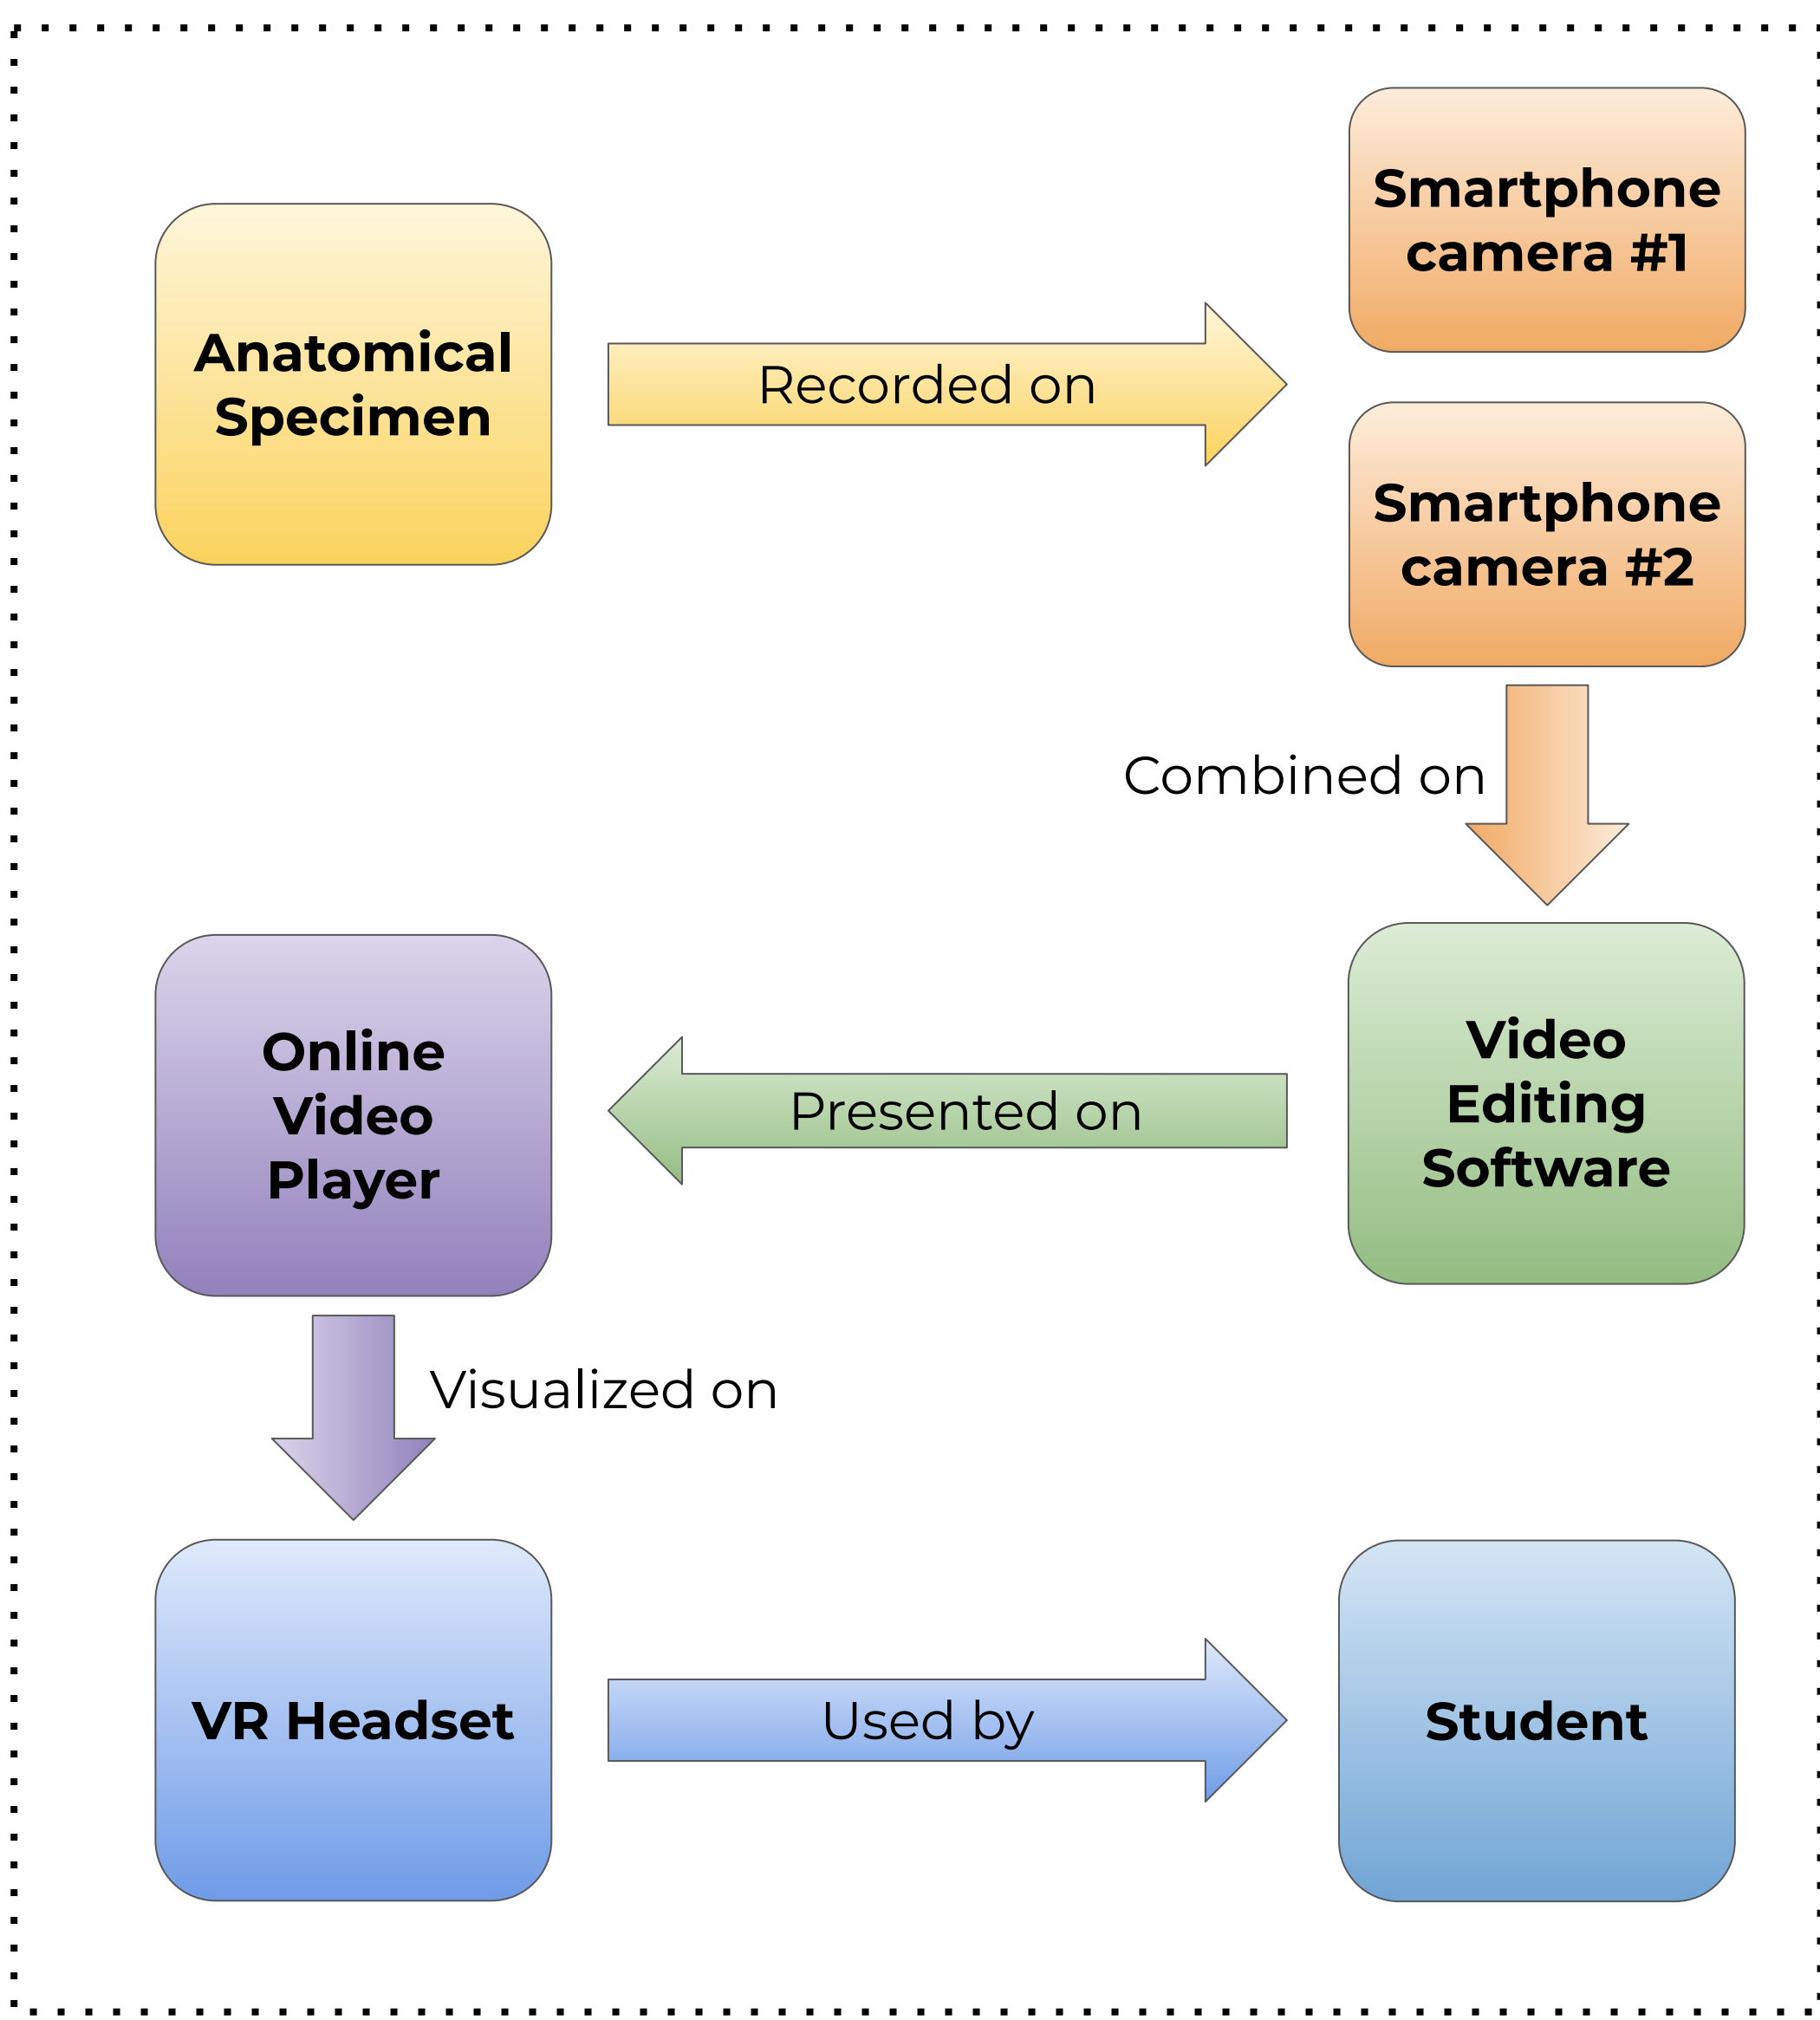 Anatomical
Specimen
Recorded on
Smartphone
camera #1
Smartphone
camera #2
Combined on
Video
Editing
Software
Presented on
Online
Video
Player
Visualized on
VR Headset
Used by
Student